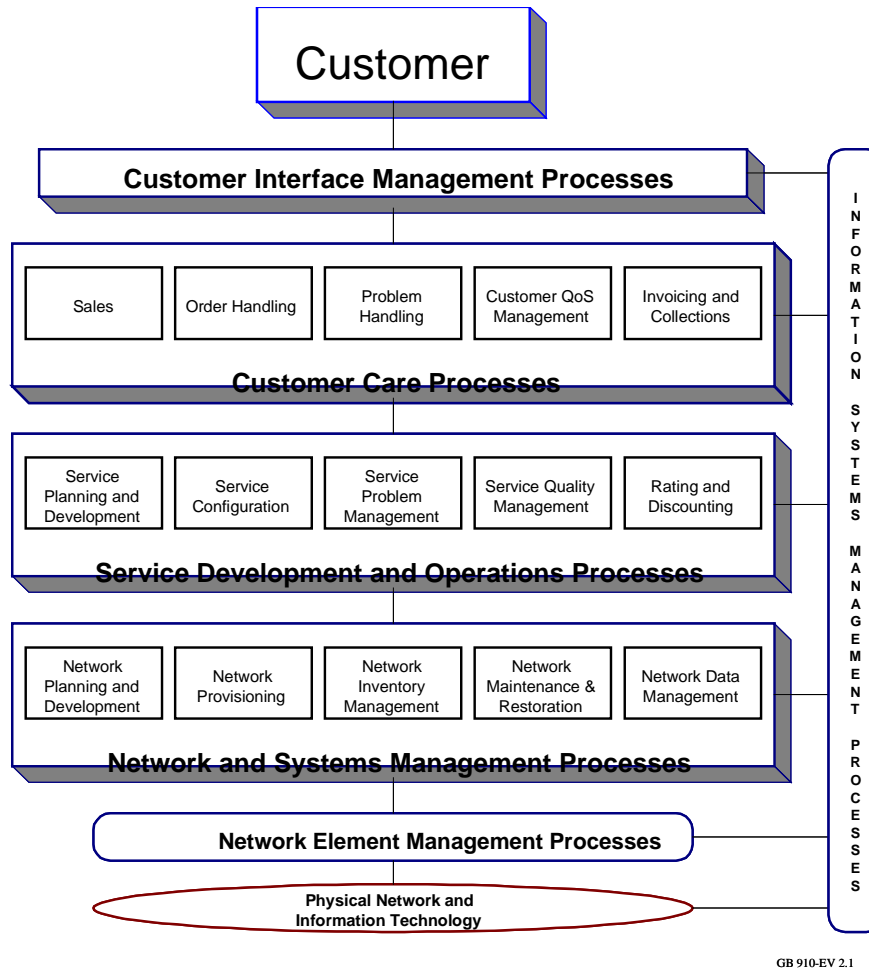 Customer
Customer Interface Management Processes
Sales
Order Handling
Problem
Handling
Customer QoS
Management
Invoicing and
Collections
Customer Care Processes
Service
Planning and
Development
Service
Configuration
Service
Problem
Management
Service Quality
Management
Rating and
Discounting
Service Development and Operations Processes
Network
Planning and
Development
Network
Provisioning
Network
Inventory
Management
Network
Maintenance &
Restoration
Network Data
Management
Network and Systems Management Processes
Network Element Management Processes
Physical Network and
Information Technology
INFORMATION SYSTEMS MANAGEMENT PROCESSES
GB 910-EV 2.1